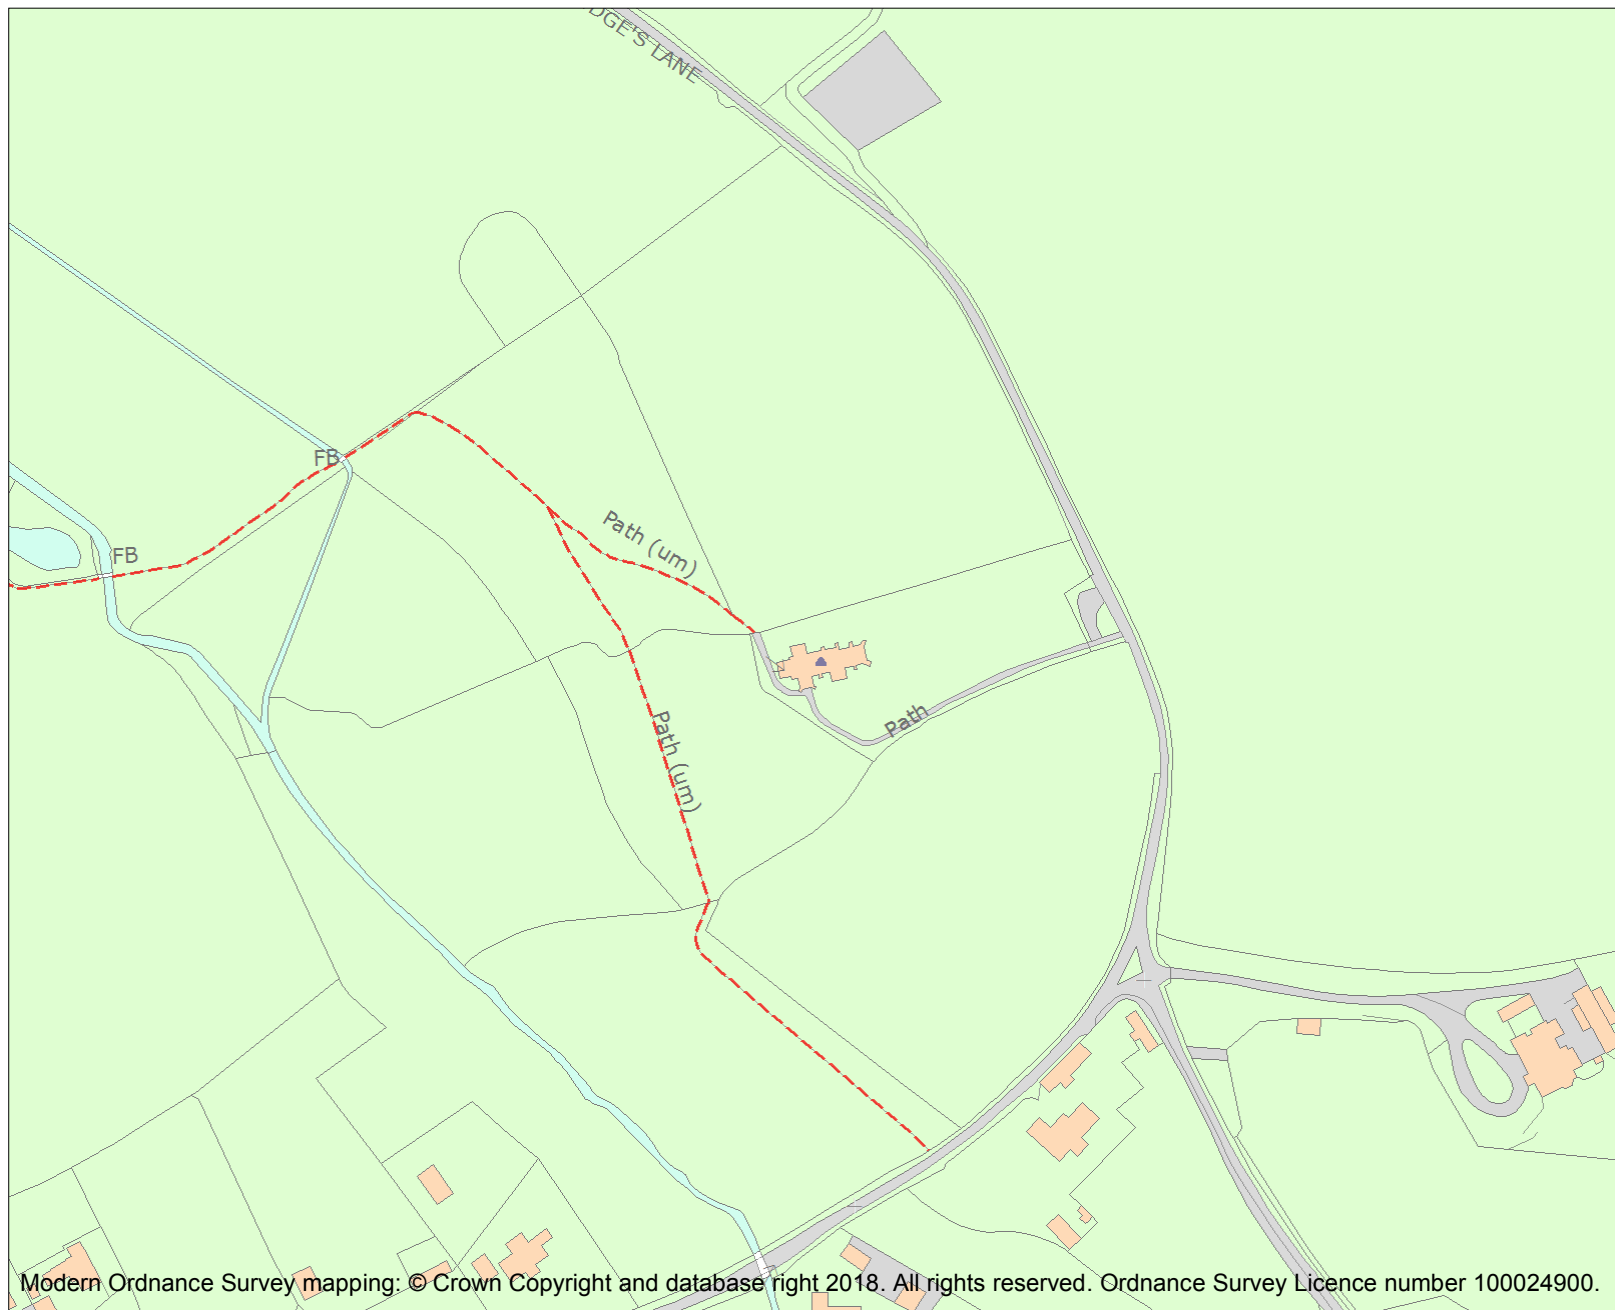 DGE'S LANE
FB
Path (um)
FB
Path
Path (um)
Modern Ordnance Survey mapping: © Crown Copyright and database right 2018. All rights reserved. Ordnance Survey Licence number 100024900.